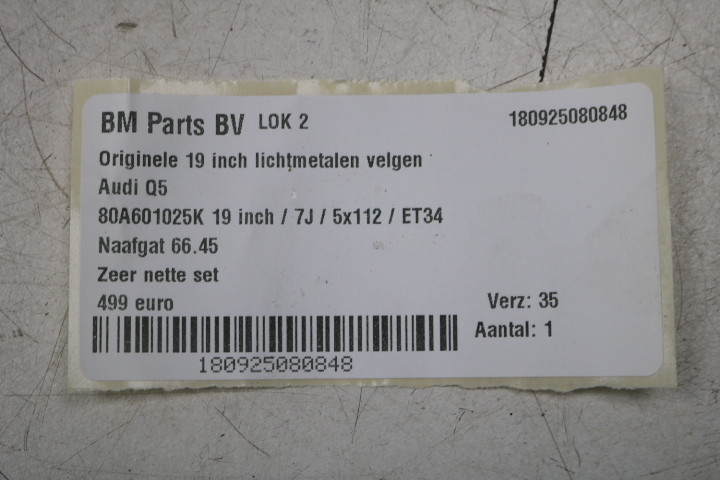 BM Parts BV LOK 2 180925080848
Originele 19 inch lichtmetalen velgen
Audi Q5
80A601025K 19 inch / 7J / 5x112 / ET34
Naafgat 66.45
Zeer nette set
499 euro Verz: 35
Aantal: 1
180925080848